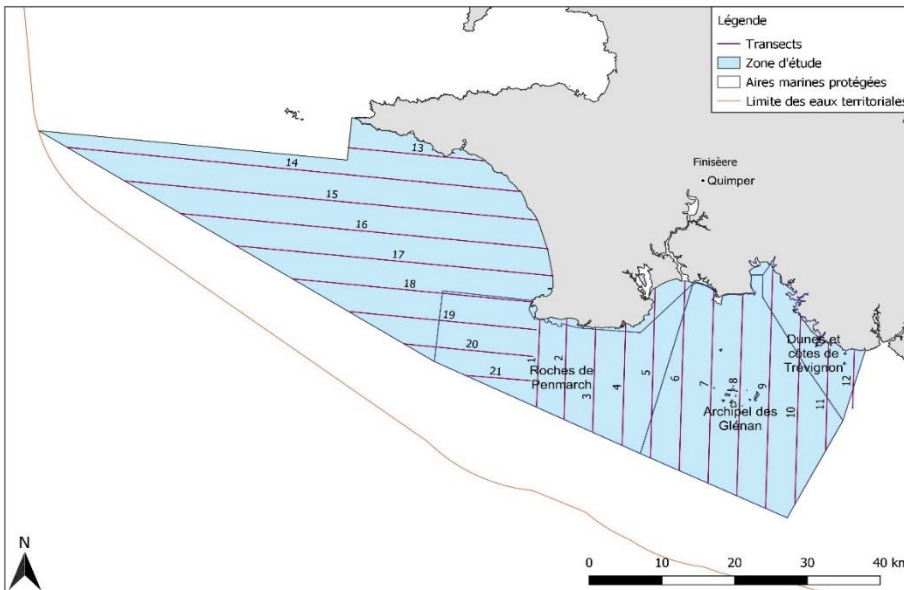 Légende
Transects
Zone d'étude
Aires marines protégées
Limite des eaux territoriales
13
14
15
16
17
18
19
20
21
Finisèere
Quimper
1
2
3
4
5
6
7
8
9
10
11
12
Roches de
Penmarch
Archipel des
Glénan
Dunes et
côtes de
Trévignon
N
0 10 20 30 40 km